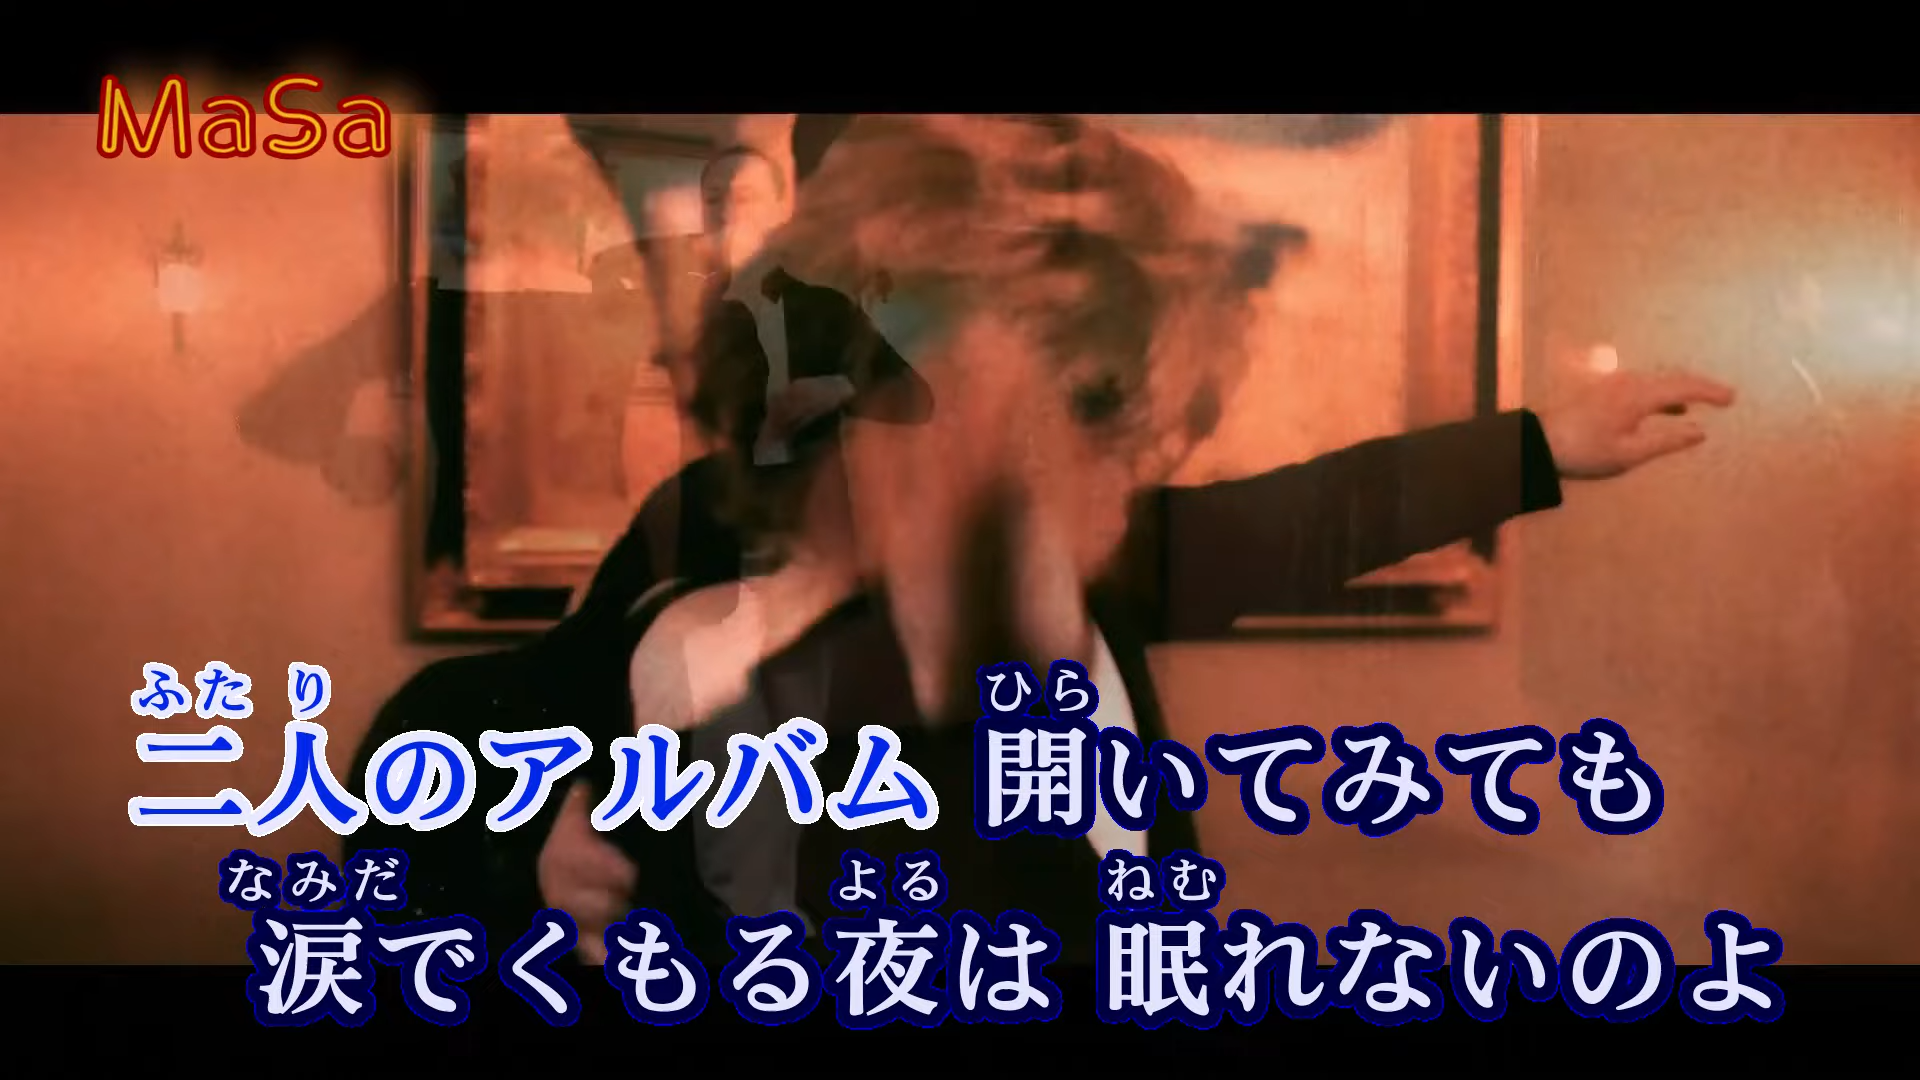 MaSa
ふたり ひら
二人のアルバム 開いてみても
なみだ よる ねむ
涙でくもる夜は 眠れないのよ